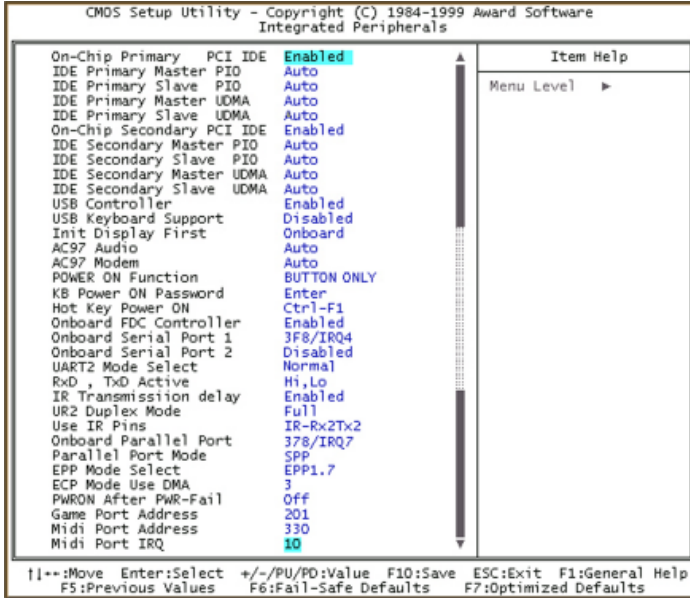 CMOS Setup Utility - Copyright (C) 1984-1999 Award Software
Integrated Peripherals
On-Chip Primary PCI IDE Enabled
IDE Primary Master PIO Auto
IDE Primary Slave PIO Auto
IDE Primary Master UDMA Auto
IDE Primary Slave UDMA Auto
On-Chip Secondary PCI IDE Enabled
IDE Secondary Master PIO Auto
IDE Secondary Slave PIO Auto
IDE Secondary Master UDMA Auto
IDE Secondary Slave UDMA Auto
USB Controller Enabled
USB Keyboard Support Disabled
Init Display First Onboard
AC97 Audio Auto
AC97 Modem Auto
POWER ON Function BUTTON ONLY
KB Power ON Password Enter
Hot Key Power ON Ctrl-F1
Onboard FDC Controller Enabled
Onboard Serial Port 1 3F8/IRQ4
Onboard Serial Port 2 Disabled
UART2 Mode Select Normal
RxD , TxD Active Hi,Lo
IR Transmissiion delay Enabled
UR2 Duplex Mode Full
Use IR Pins IR-Rx2Tx2
Onboard Parallel Port 378/IRQ7
Parallel Port Mode SPP
EPP Mode Select EPP1.7
ECP Mode Use DMA 3
PWRON After PWR-Fail Off
Game Port Address 201
Midi Port Address 330
Midi Port IRQ 10
Item Help
Menu Level ►
↑↓←→:Move Enter:Select +/-/PU/PD:Value F10:Save ESC:Exit F1:General Help
F5:Previous Values F6:Fail-Safe Defaults F7:Optimized Defaults